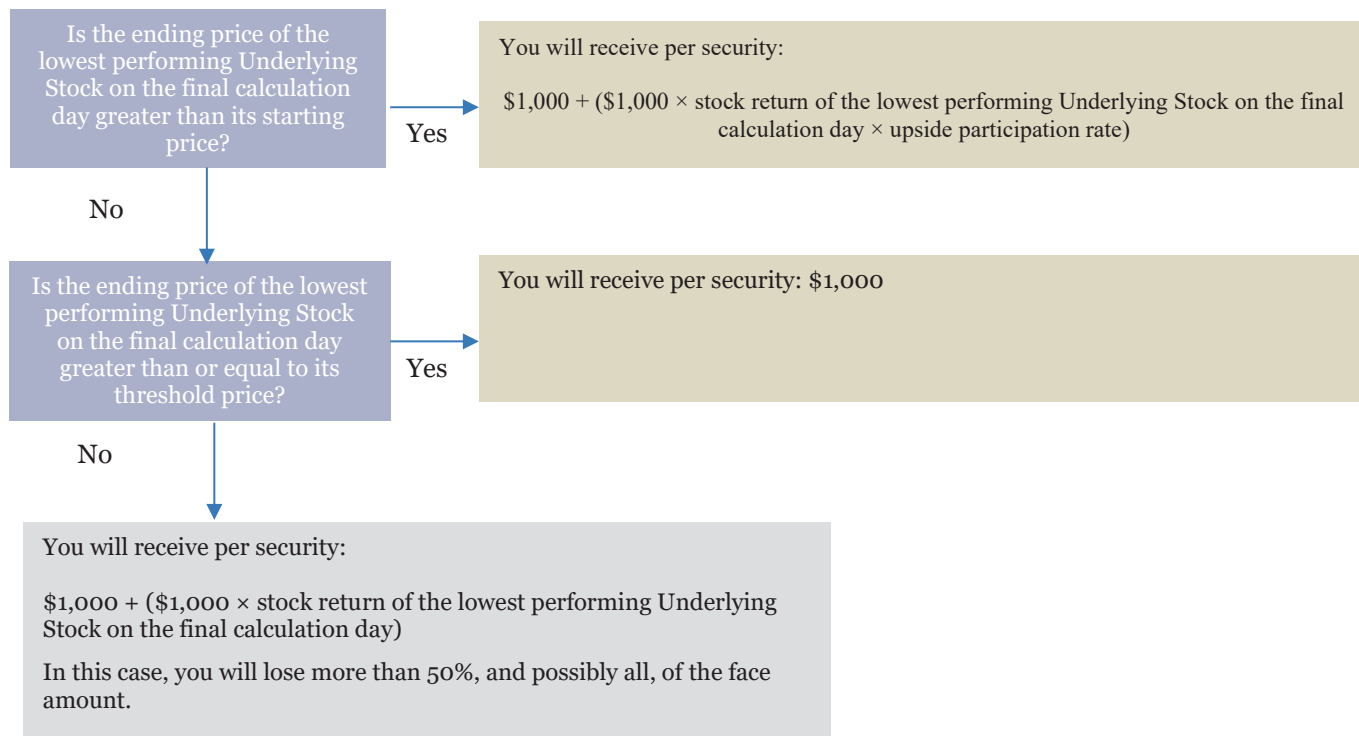 Is the ending price of the
lowest performing Underlying
Stock on the final calculation
day greater than its starting
price?
Yes
You will receive per security:
$1,000 + ($1,000 × stock return of the lowest performing Underlying Stock on the final
calculation day × upside participation rate)
No
Is the ending price of the lowest
performing Underlying Stock
on the final calculation day
greater than or equal to its
threshold price?
Yes
You will receive per security: $1,000
No
You will receive per security:
$1,000 + ($1,000 × stock return of the lowest performing Underlying
Stock on the final calculation day)
In this case, you will lose more than 50%, and possibly all, of the face
amount.